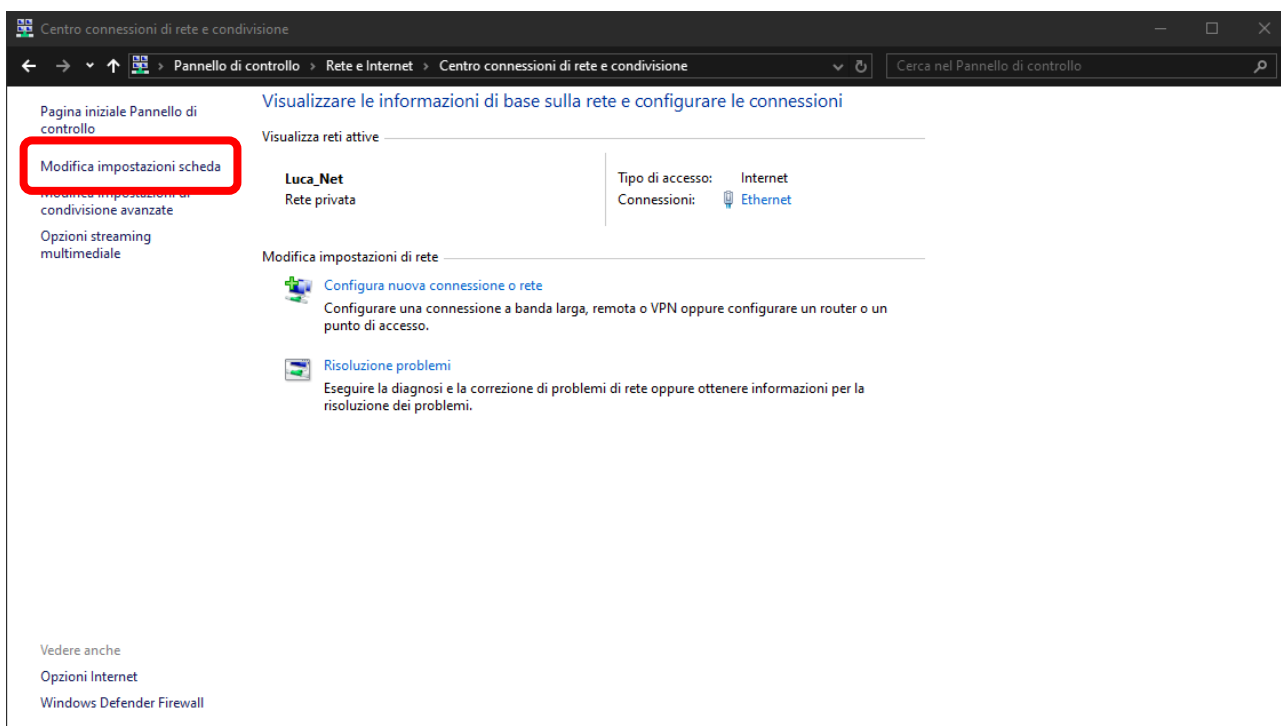 Centro connessioni di rete e condivisione
Pannello di controllo > Rete e Internet > Centro connessioni di rete e condivisione
Cerca nel Pannello di controllo
Pagina iniziale Pannello di
controllo
Modifica impostazioni scheda
Modifica impostazioni di
condivisione avanzate
Opzioni streaming
multimediale
Visualizzare le informazioni di base sulla rete e configurare le connessioni
Visualizza reti attive
Luca_Net
Rete privata
Tipo di accesso: Internet
Connessioni: Ethernet
Modifica impostazioni di rete
Configura nuova connessione o rete
Configurare una connessione a banda larga, remota o VPN oppure configurare un router o un
punto di accesso.
Risoluzione problemi
Eseguire la diagnosi e la correzione di problemi di rete oppure ottenere informazioni per la
risoluzione dei problemi.
Vedere anche
Opzioni Internet
Windows Defender Firewall